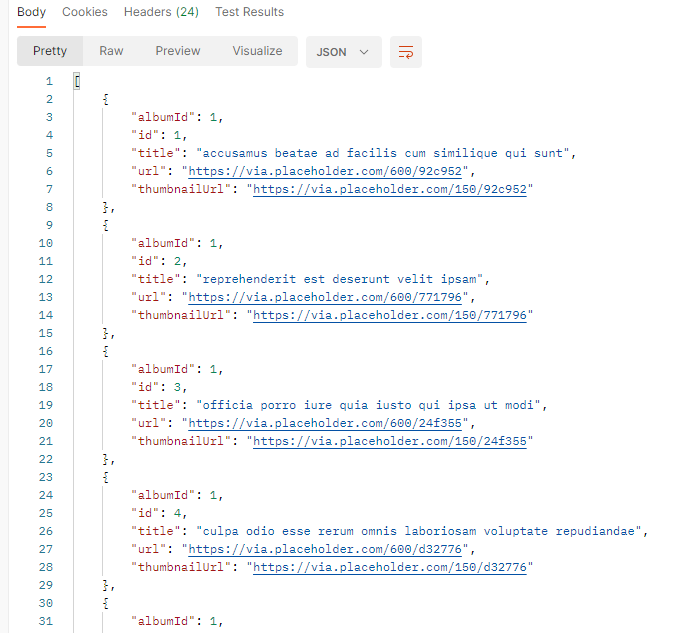 Body Cookies Headers (24) Test Results
Pretty Raw Preview Visualize JSON
1 [
2 {
3 "albumId": 1,
4 "id": 1,
5 "title": "accusamus beatae ad facilis cum similique qui sunt",
6 "url": "https://via.placeholder.com/600/92c952",
7 "thumbnailUrl": "https://via.placeholder.com/150/92c952"
8 },
9 {
10 "albumId": 1,
11 "id": 2,
12 "title": "reprehenderit est deserunt velit ipsam",
13 "url": "https://via.placeholder.com/600/771796",
14 "thumbnailUrl": "https://via.placeholder.com/150/771796"
15 },
16 {
17 "albumId": 1,
18 "id": 3,
19 "title": "officia porro iure quia iusto qui ipsa ut modi",
20 "url": "https://via.placeholder.com/600/24f355",
21 "thumbnailUrl": "https://via.placeholder.com/150/24f355"
22 },
23 {
24 "albumId": 1,
25 "id": 4,
26 "title": "culpa odio esse rerum omnis laboriosam voluptate repudiandae",
27 "url": "https://via.placeholder.com/600/d32776",
28 "thumbnailUrl": "https://via.placeholder.com/150/d32776"
29 },
30 {
31 "albumId": 1,